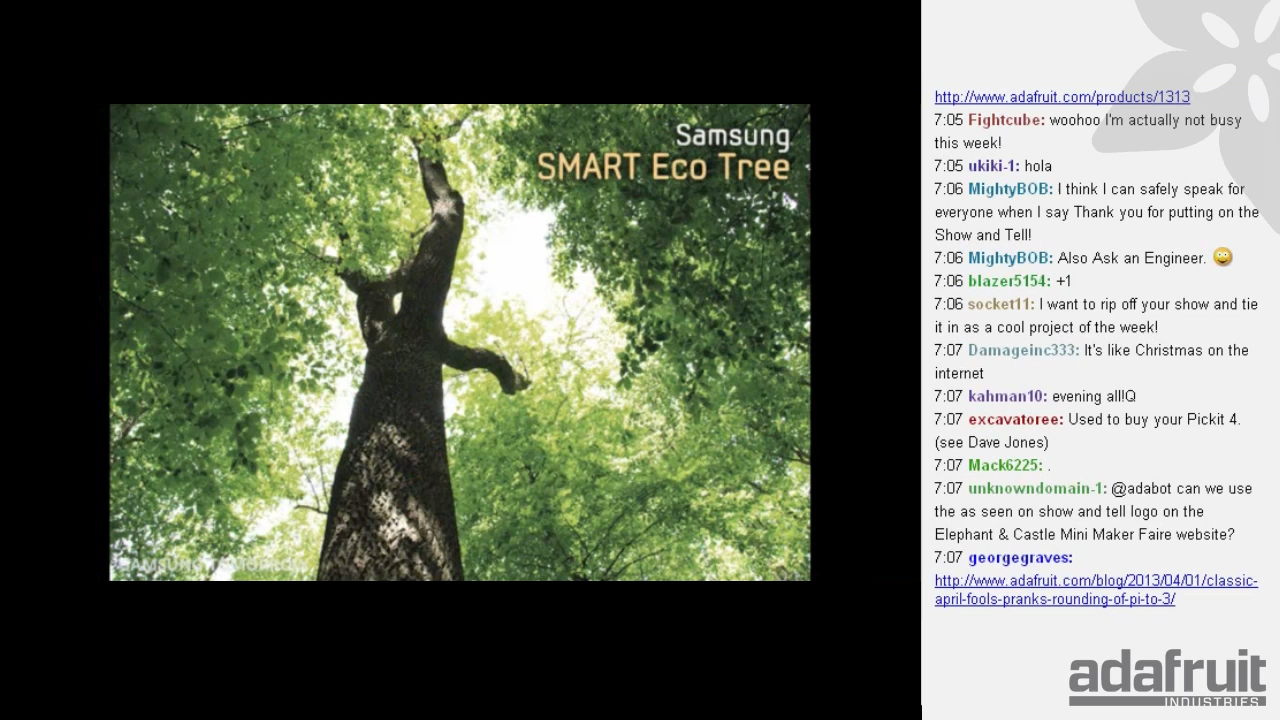 Samsung
SMART Eco Tree
SAMSUNG TOMORROW
http://www.adafruit.com/products/1313
7:05 Fightcube: woohoo I'm actually not busy
this week!
7:05 ukiki-1: hola
7:06 MightyBOB: I think I can safely speak for
everyone when I say Thank you for putting on the
Show and Tell!
7:06 MightyBOB: Also Ask an Engineer.
7:06 blazer5154: +1
7:06 socket11: I want to rip off your show and tie
it in as a cool project of the week!
7:07 Damageinc333: It's like Christmas on the
internet
7:07 kahman10: evening all!Q
7:07 excavatoree: Used to buy your Pickit 4.
(see Dave Jones)
7:07 Mack6225: .
7:07 unknowndomain-1: @adabot can we use
the as seen on show and tell logo on the
Elephant & Castle Mini Maker Faire website?
7:07 georgegraves:
http://www.adafruit.com/blog/2013/04/01/classic-
april-fools-pranks-rounding-of-pi-to-3/
adafruit
INDUSTRIES